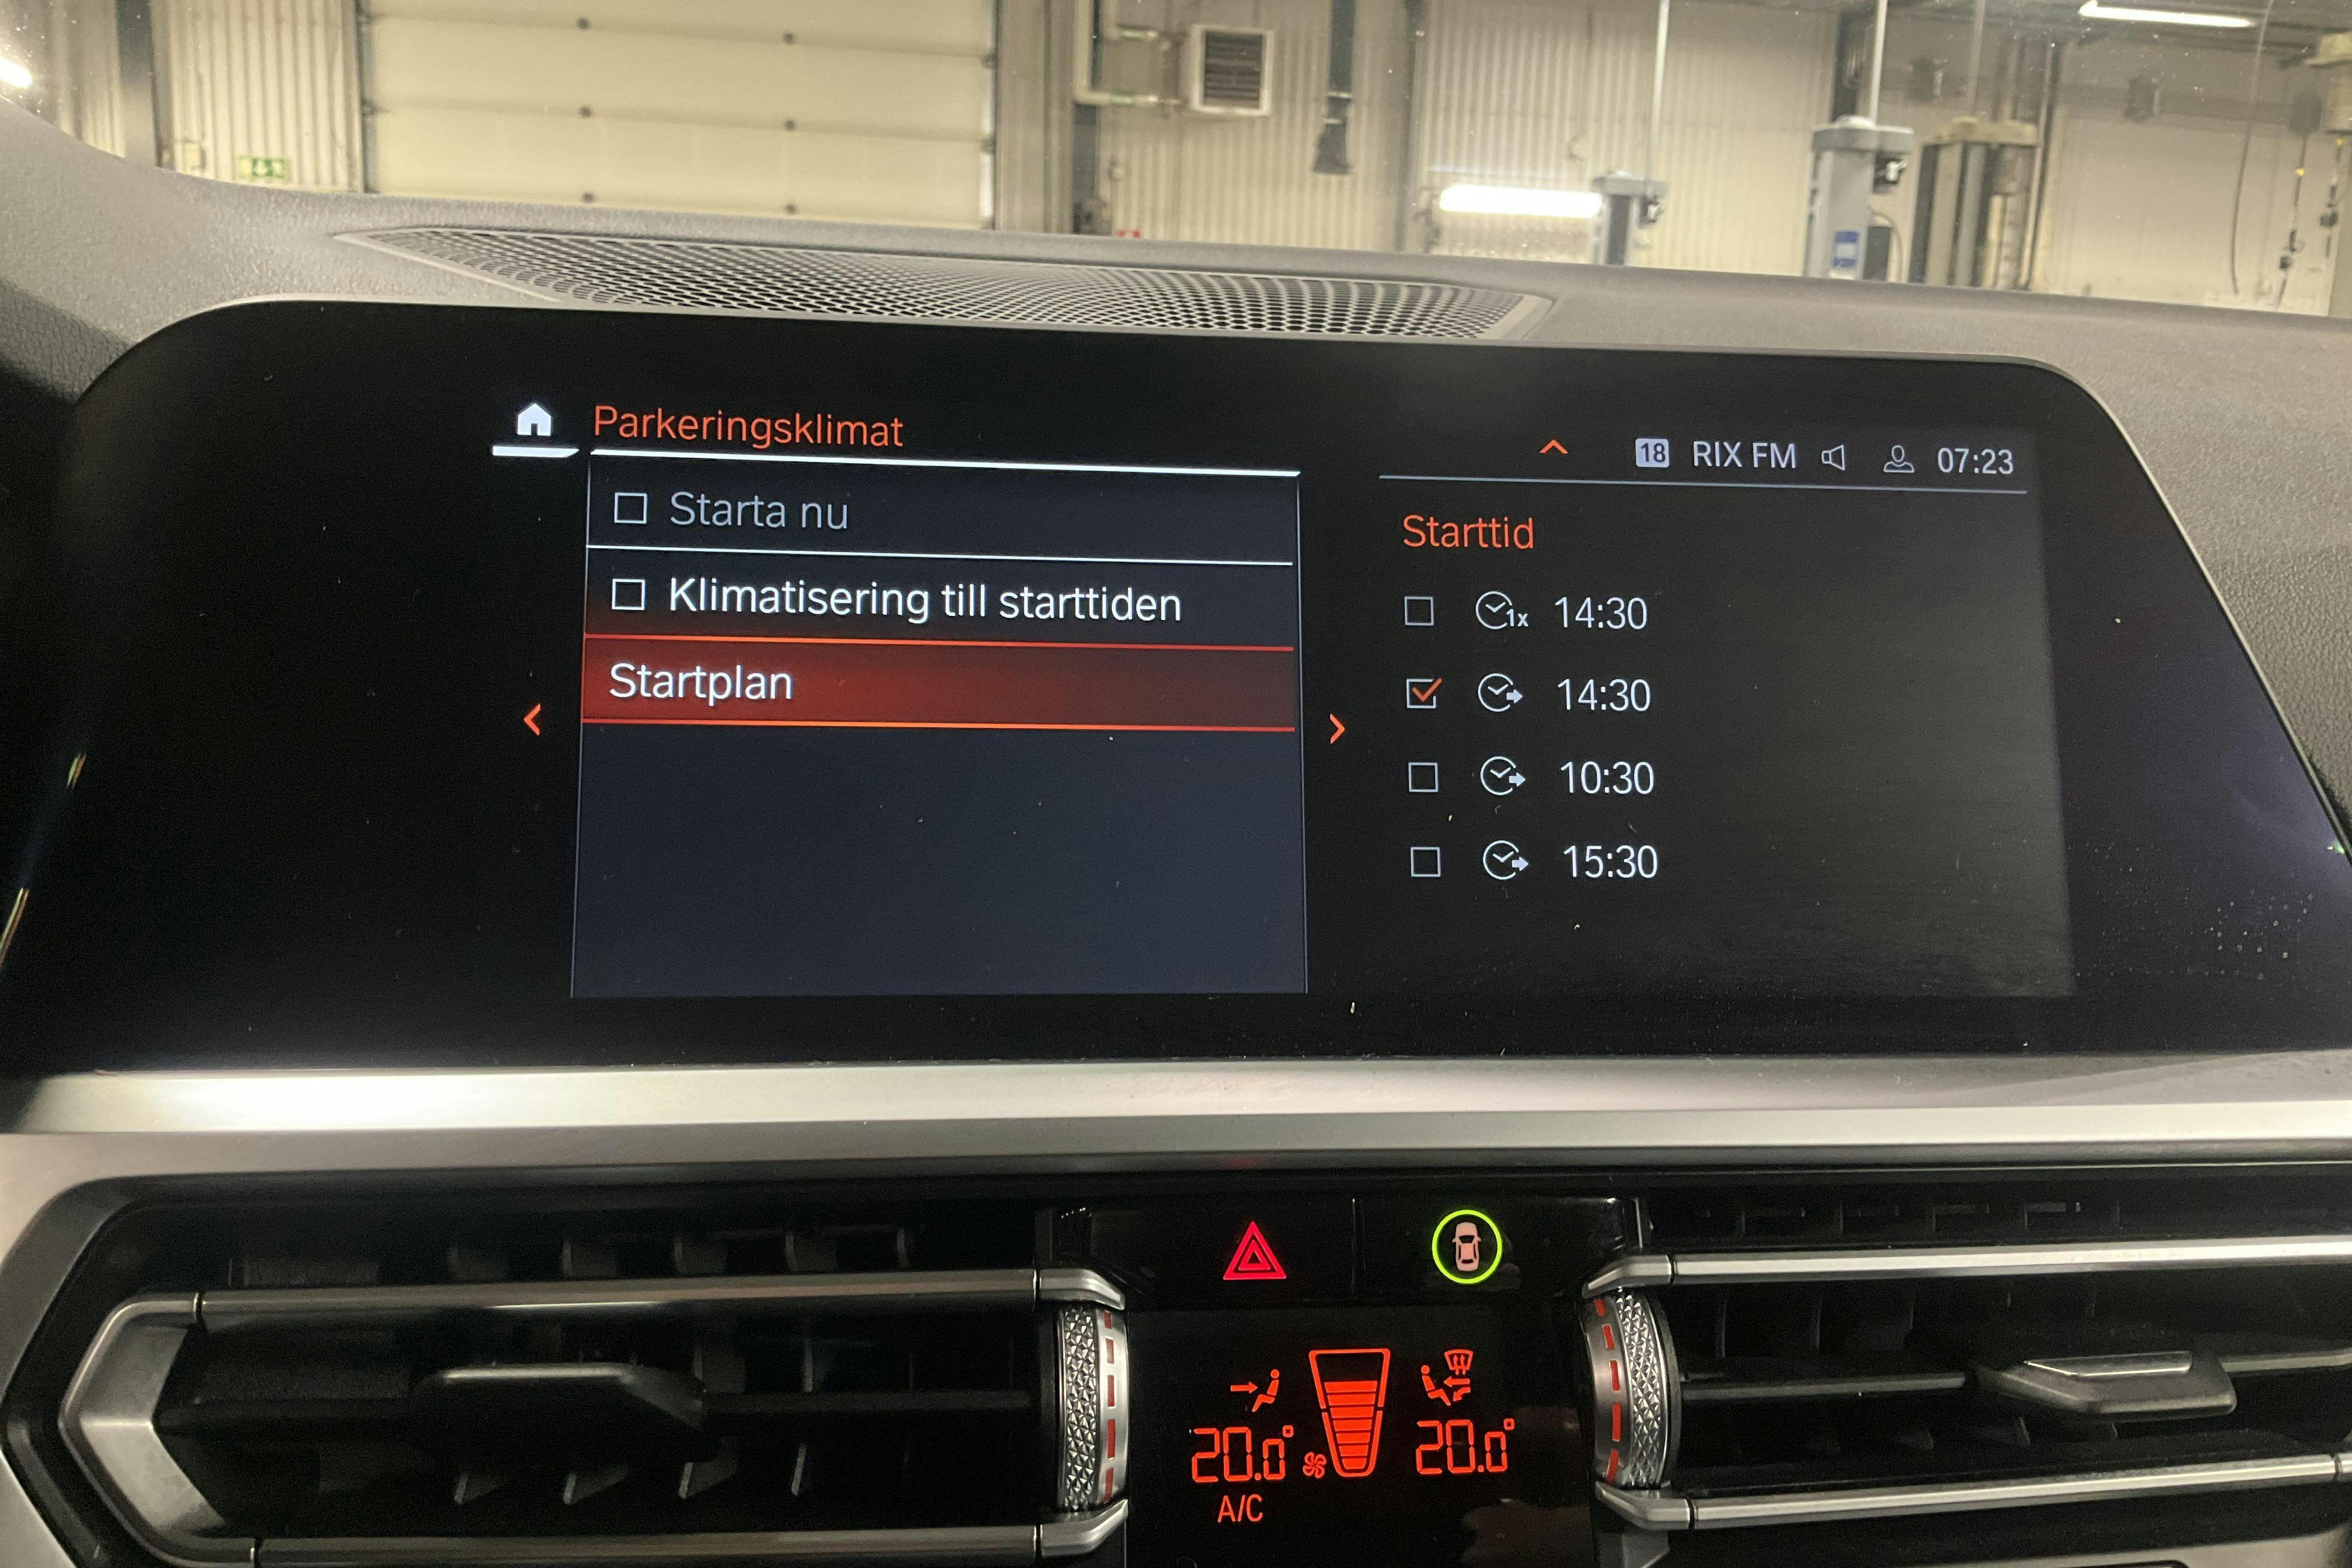 Parkeringsklimat
18 RIX FM 07:23
Starta nu
Klimatisering till starttiden
Startplan
Starttid
1x 14:30
14:30
10:30
15:30
20.0° 20.0°
A/C